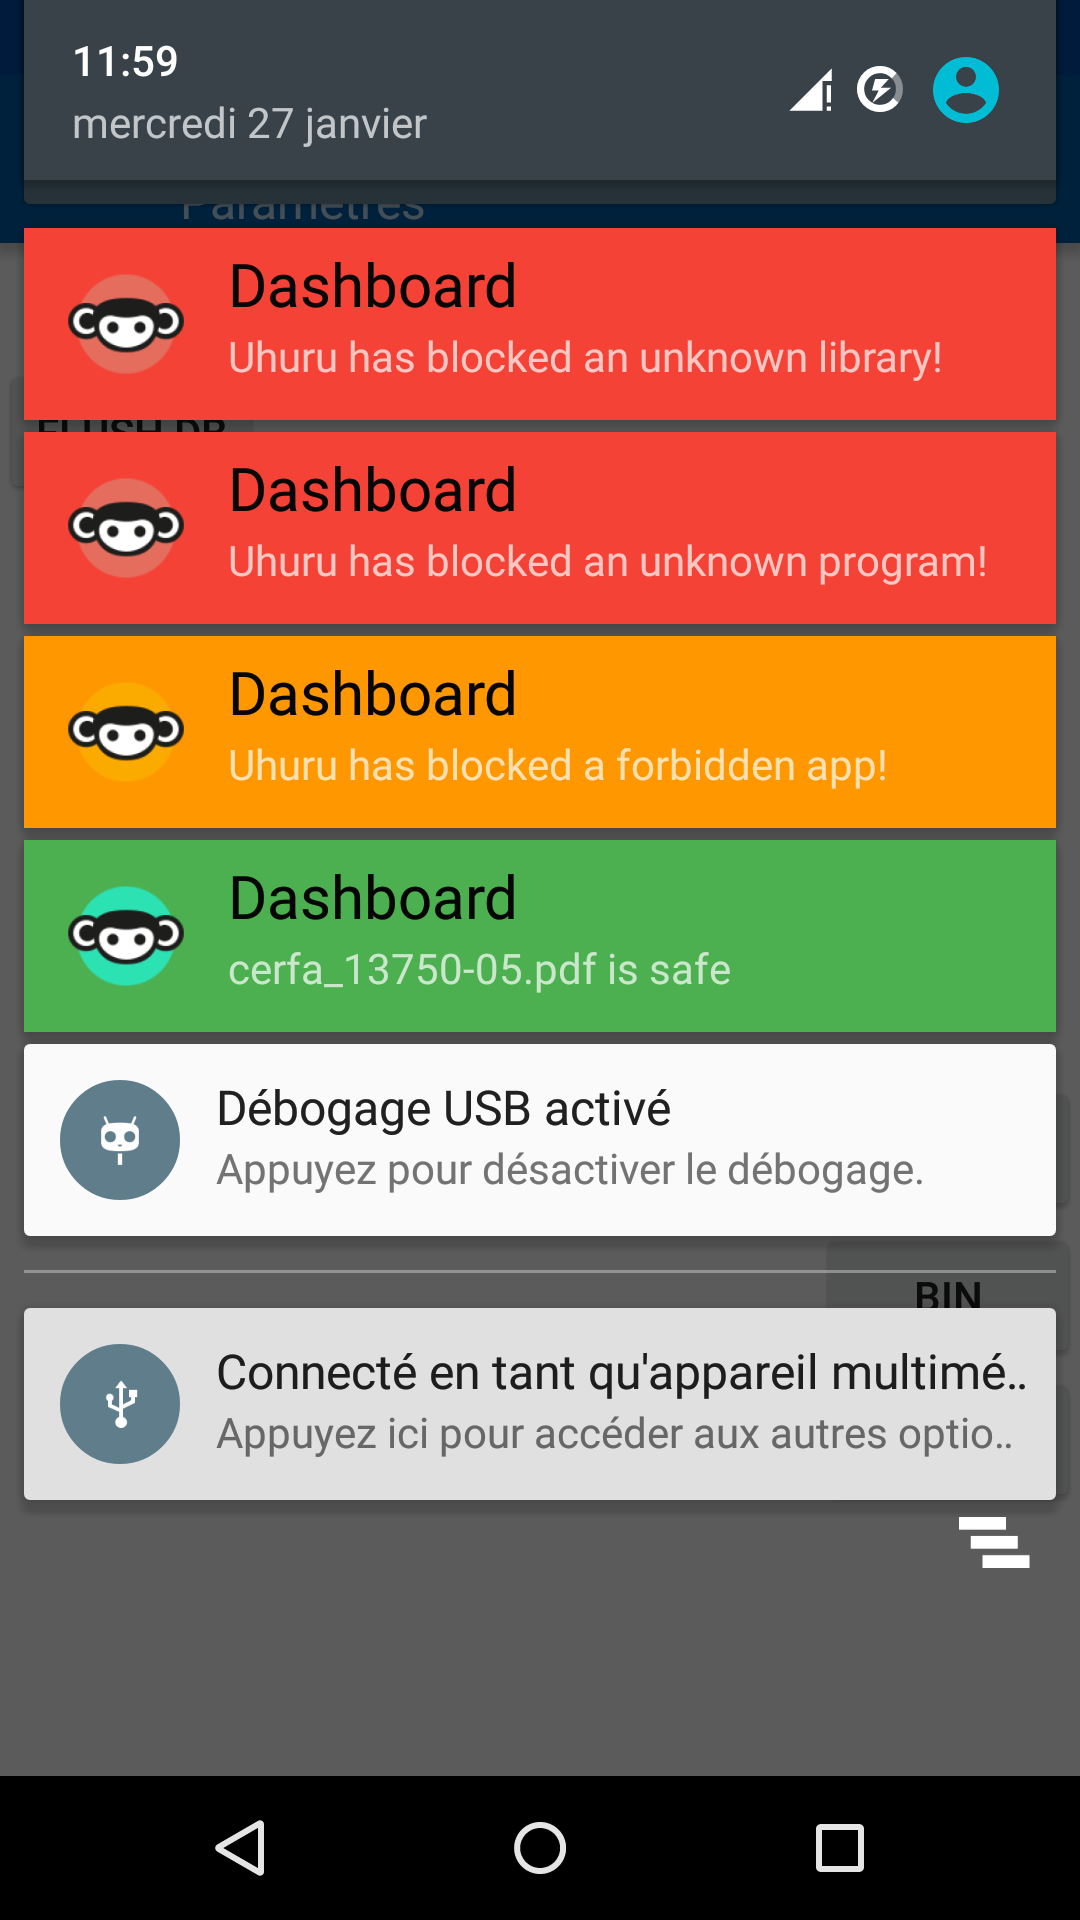 11:59
mercredi 27 janvier
Paramètres
Dashboard
Uhuru has blocked an unknown library!
FLUSH DB
Dashboard
Uhuru has blocked an unknown program!
Dashboard
Uhuru has blocked a forbidden app!
Dashboard
cerfa_13750-05.pdf is safe
Débogage USB activé
Appuyez pour désactiver le débogage.
BIN
Connecté en tant qu'appareil multimé..
Appuyez ici pour accéder aux autres optio..